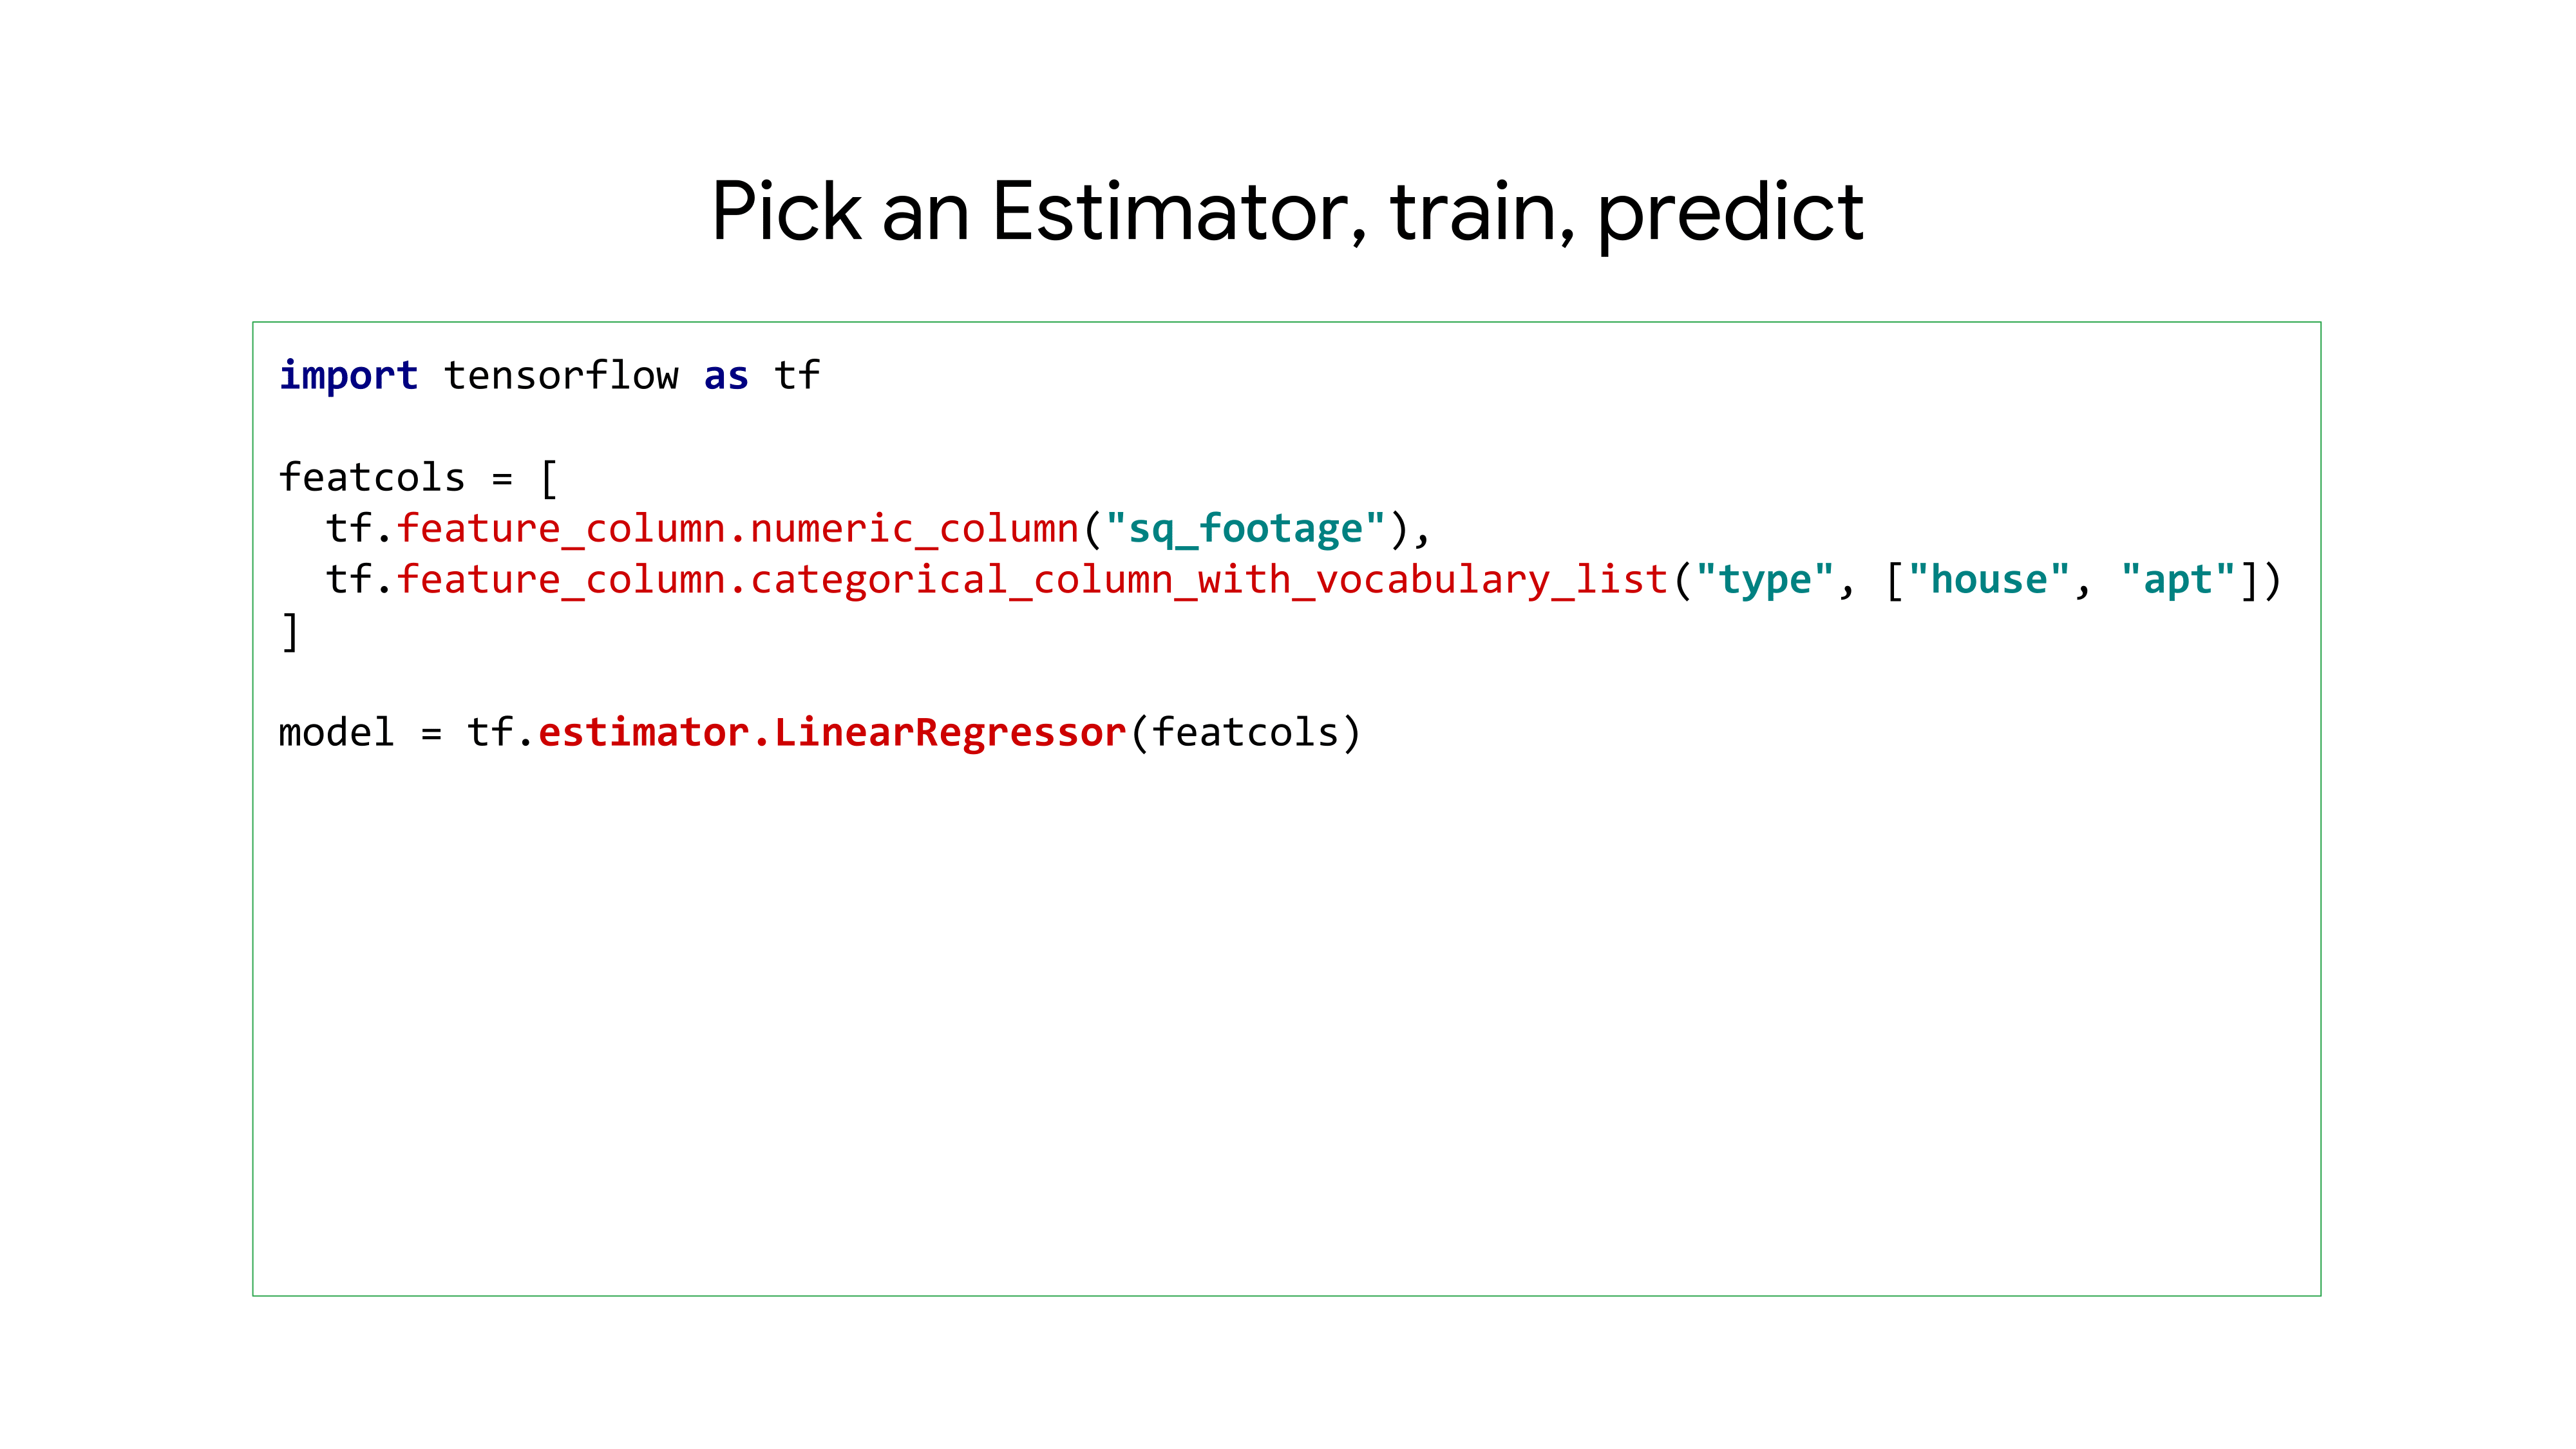 Pick an Estimator, train, predict
import tensorflow as tf
featcols = [
  tf.feature_column.numeric_column("sq_footage"),
  tf.feature_column.categorical_column_with_vocabulary_list("type", ["house", "apt"])
]
model = tf.estimator.LinearRegressor(featcols)